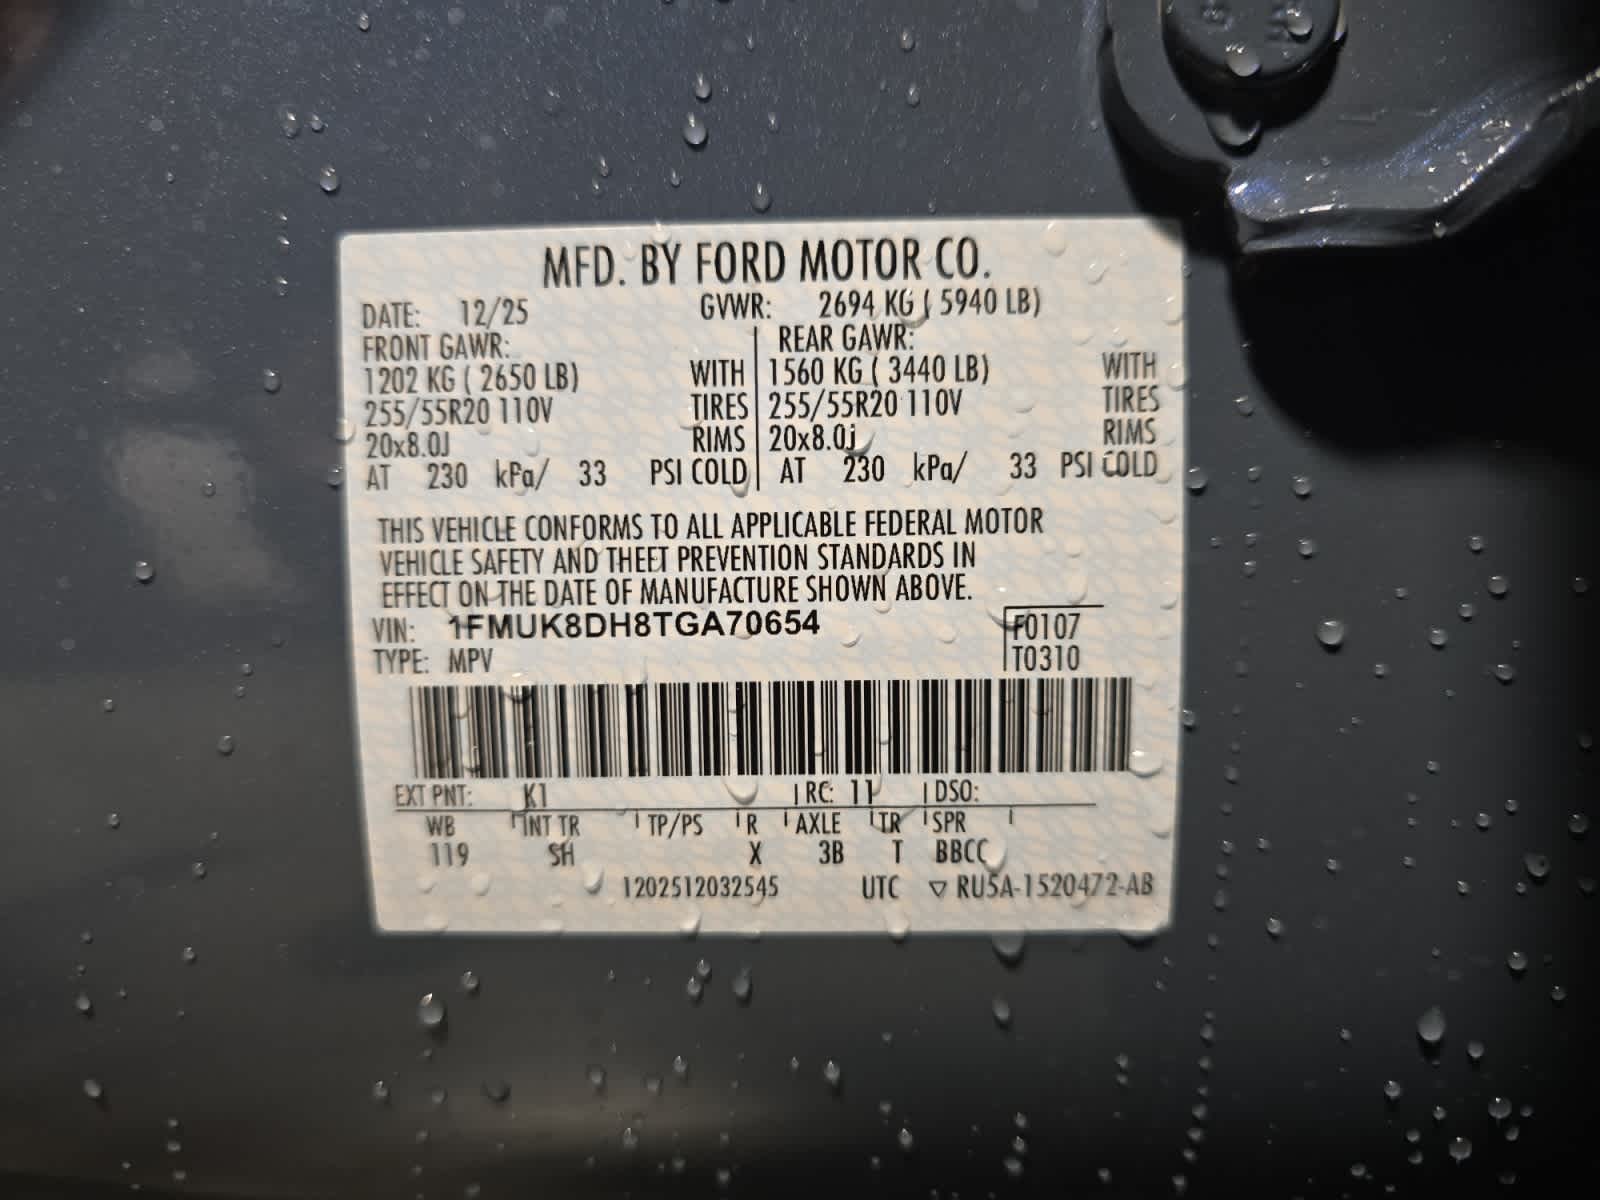 MFD. BY FORD MOTOR CO.
DATE: 12/25 GVWR: 2694 KG ( 5940 LB)
FRONT GAWR: REAR GAWR:
1202 KG ( 2650 LB) WITH 1560 KG ( 3440 LB) WITH
255/55R20 110V TIRES 255/55R20 110V TIRES
20x8.0J RIMS 20x8.0j RIMS
AT 230 kPa/ 33 PSI COLD AT 230 kPa/ 33 PSI COLD
THIS VEHICLE CONFORMS TO ALL APPLICABLE FEDERAL MOTOR
VEHICLE SAFETY AND THEFT PREVENTION STANDARDS IN
EFFECT ON THE DATE OF MANUFACTURE SHOWN ABOVE.
VIN: 1FMUK8DH8TGA70654 F0107
TYPE: MPV T0310
EXT PNT: K1 RC: 11 DSO:
WB INT TR TP/PS R AXLE TR SPR
119 SH X 3B T BBCC
1202512032545 UTC ▽ RU5A-1520472-AB